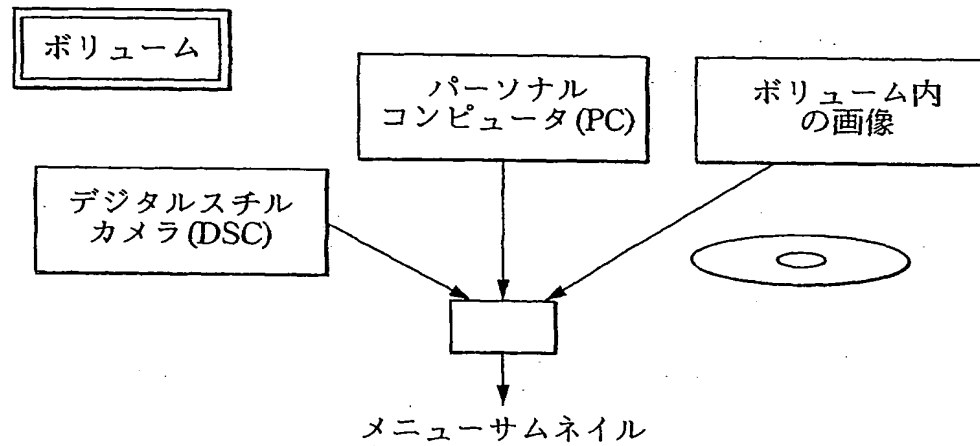 ボリューム
パーソナル
コンピュータ(PC)
ボリューム内
の画像
デジタルスチル
カメラ(DSC)
メニューサムネイル